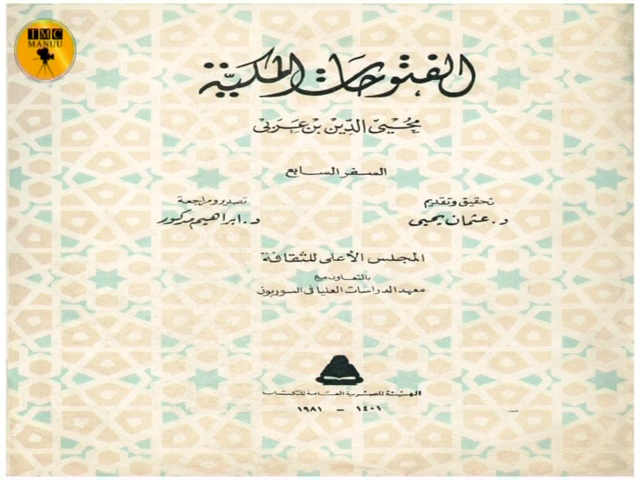 IMC
MANUU
الفتوحات المكية
محيي الدين بن عربي
السفر السابع
تحقيق وتقديم
د. عثمان يحيى
تصدير ومراجعة
د. ابراهيم مدكور
المجلس الأعلى للثقافة
بالتعاون مع
معهد الدراسات العليا في السوربون
الهيئة المصرية العامة للكتاب
١٤٠١ - ١٩٨١